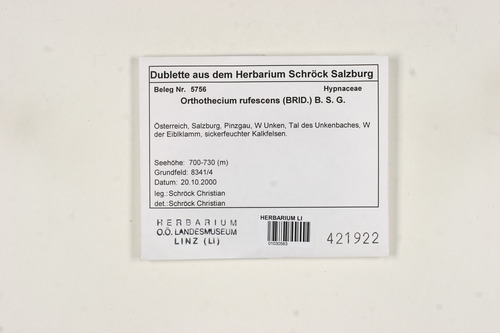 Dublette aus dem Herbarium Schröck Salzburg
Beleg Nr. 5756 Hypnaceae
Orthothecium rufescens (BRID.) B. S. G.
Österreich, Salzburg, Pinzgau, W Unken, Tal des Unkenbaches, W
der Eiblklamm, sickerfeuchter Kalkfelsen.
Seehöhe: 700-730 (m)
Grundfeld: 8341/4
Datum: 20.10.2000
leg.: Schröck Christian
det.: Schröck Christian
HERBARIUM
O.Ö. LANDESMUSEUM
LINZ (LI)
HERBARIUM LI
01030563
421922